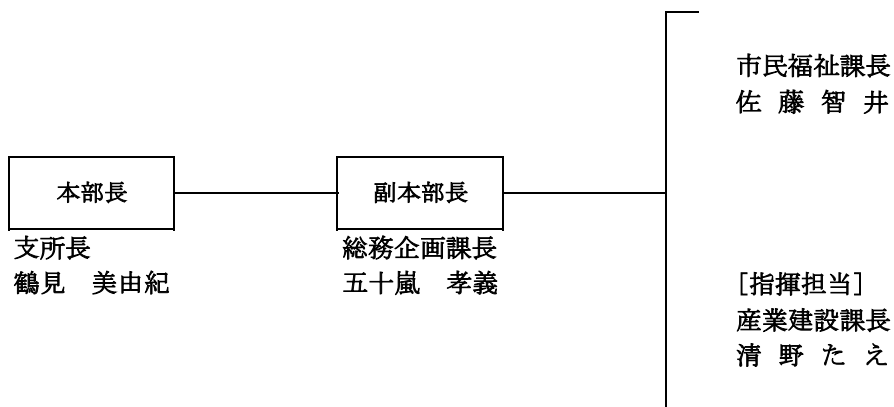 本部長
支所長
鶴見　美由紀
副本部長
総務企画課長
五十嵐　孝義
市民福祉課長
佐 藤 智 井
[指揮担当]
産業建設課長
清 野 た え